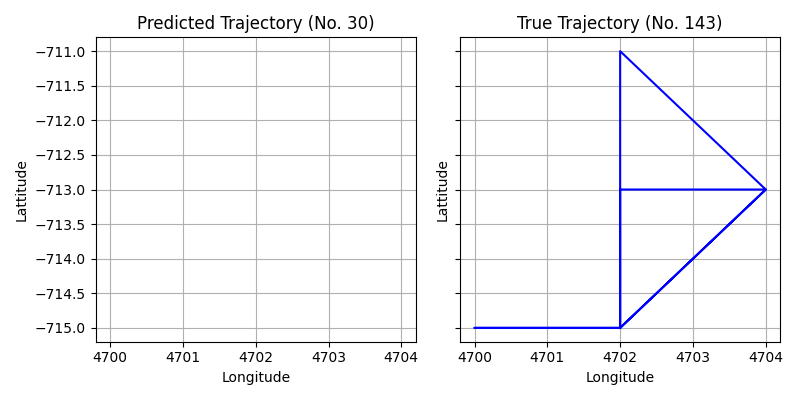 Predicted Trajectory (No. 30)
True Trajectory (No. 143)
−711.0
−711.5
−712.0
−712.5
−713.0
−713.5
−714.0
−714.5
−715.0
Lattitude
Lattitude
4700 4701 4702 4703 4704
4700 4701 4702 4703 4704
Longitude
Longitude